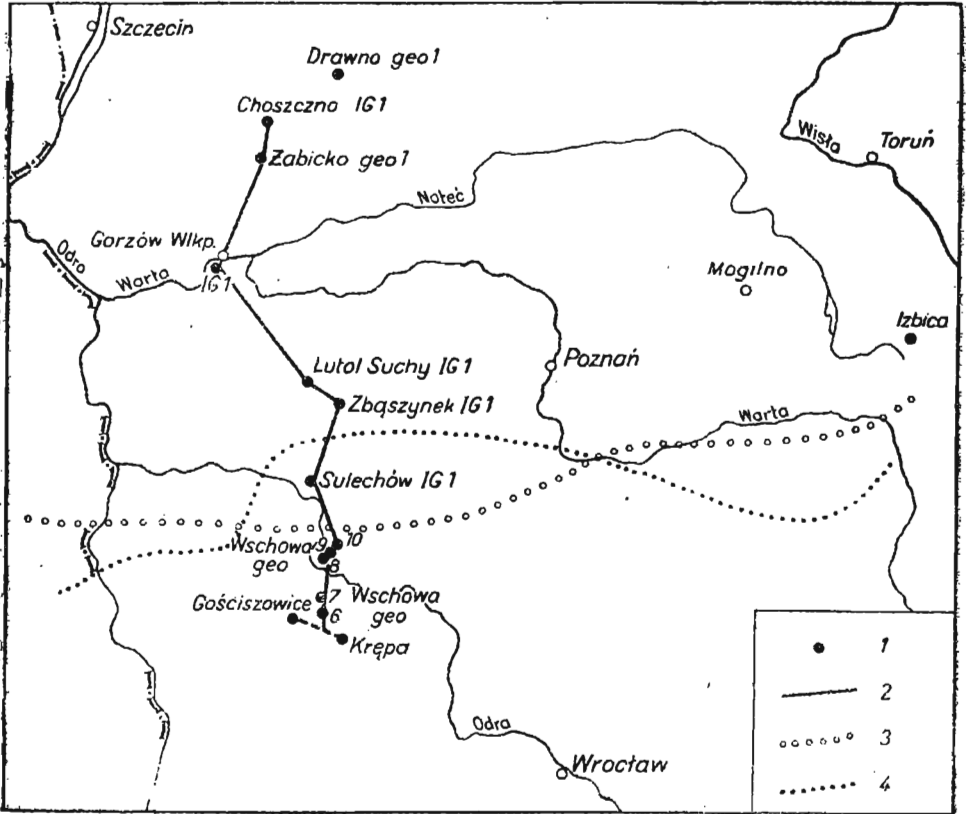 Szczecin
Drawno geo1
Choszczno IG1
Żabicko geo1
Wisła
Toruń
Noteć
Gorzów Wlkp.
Odra
Warta
IG1
Mogilno
Izbica
Lutol Suchy IG1
Poznań
Zbąszynek IG1
Warta
Sulechów IG1
Wschowa
geo
9
10
8
7
Wschowa
geo
Gościszowice
6
Krępa
Odra
Wrocław
1
2
3
4